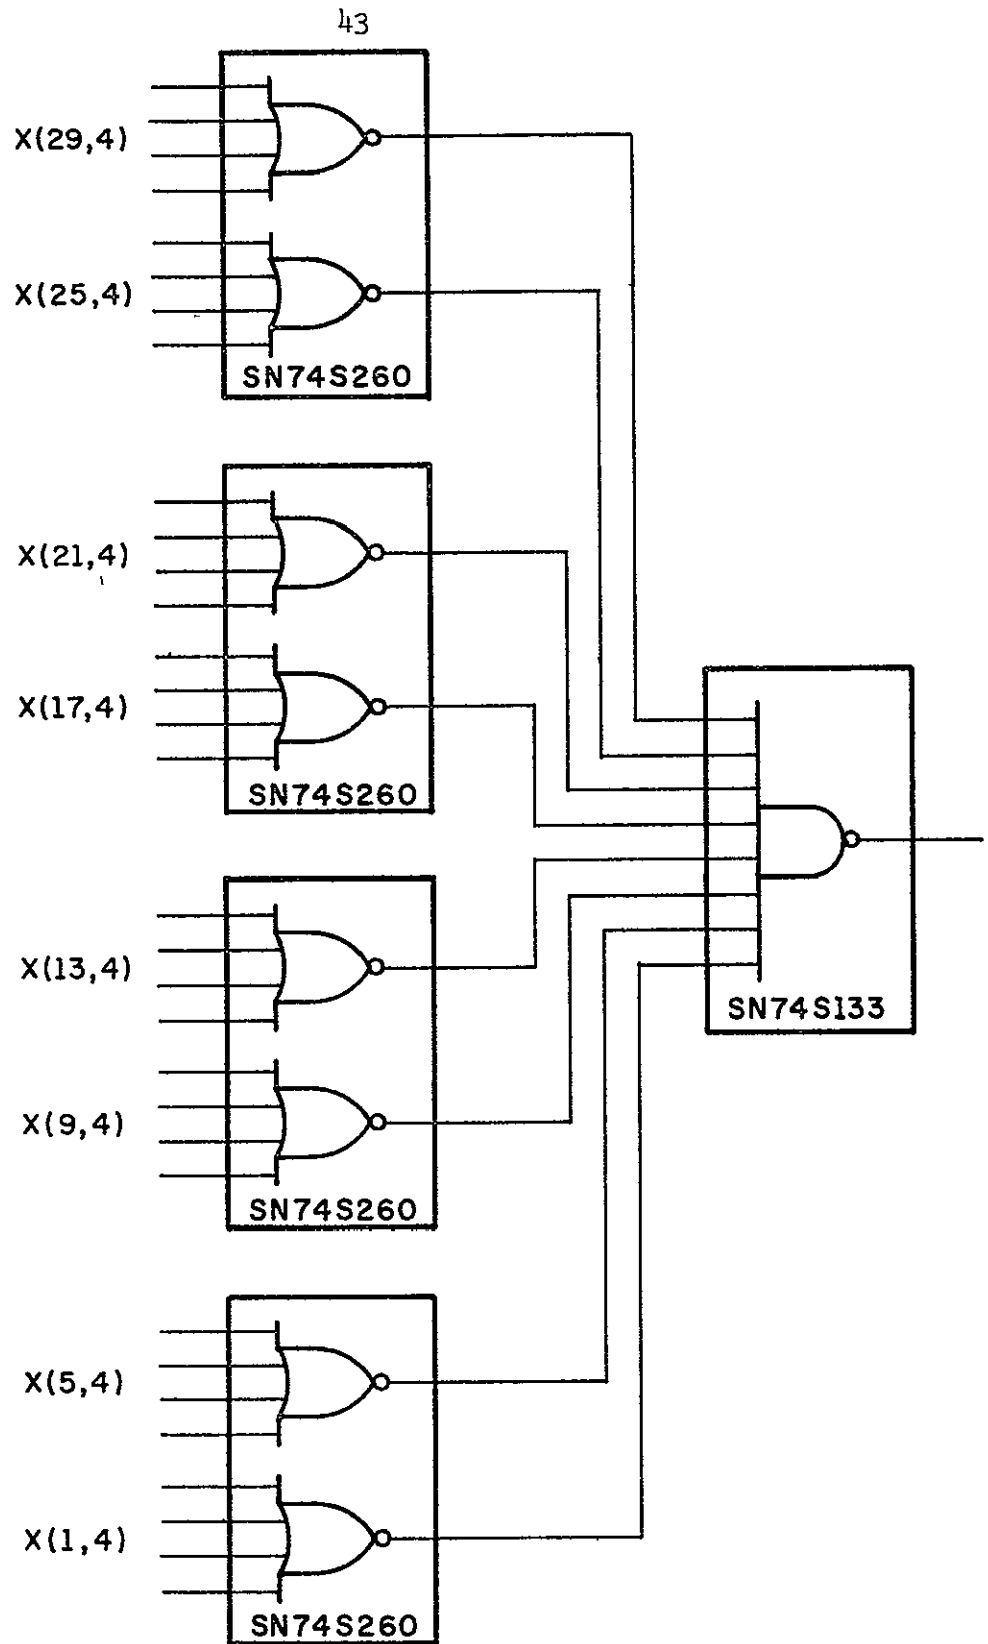 43
X(29,4)
X(25,4)
SN74S260
X(21,4)
X(17,4)
SN74S260
SN74S133
X(13,4)
X(9,4)
SN74S260
X(5,4)
X(1,4)
SN74S260